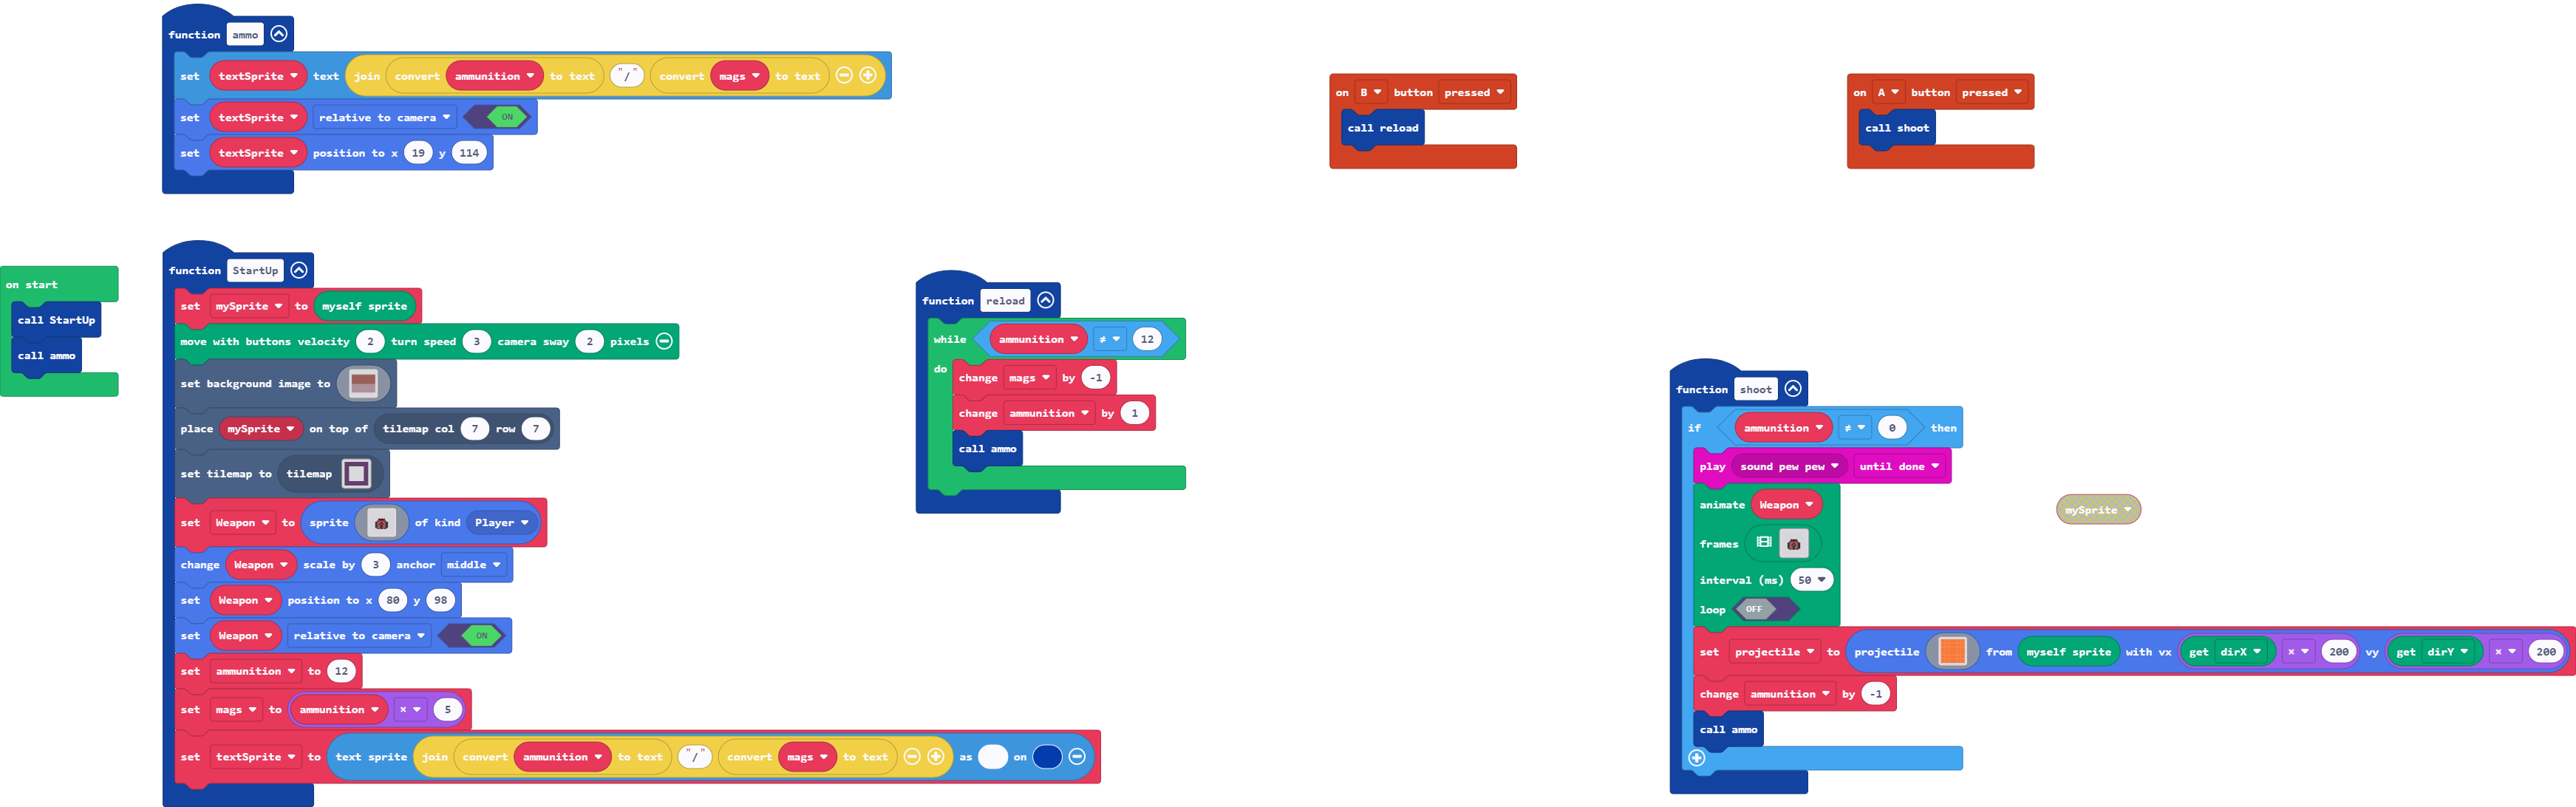 function ammo
set textSprite text join convert ammunition to text "/" convert mags to text
set textSprite relative to camera ON
set textSprite position to x 19 y 114
on B button pressed
call reload
on A button pressed
call shoot
on start
call StartUp
call ammo
function StartUp
set mySprite to myself sprite
move with buttons velocity 2 turn speed 3 camera sway 2 pixels
set background image to
place mySprite on top of tilemap col 7 row 7
set tilemap to tilemap
set Weapon to sprite of kind Player
change Weapon scale by 3 anchor middle
set Weapon position to x 80 y 98
set Weapon relative to camera ON
set ammunition to 12
set mags to ammunition × 5
set textSprite to text sprite join convert ammunition to text "/" convert mags to text as on
function reload
while ammunition ≠ 12
do
change mags by -1
change ammunition by 1
call ammo
function shoot
if ammunition ≠ 0 then
play sound pew pew until done
animate Weapon
frames
interval (ms) 50
loop OFF
set projectile to projectile from myself sprite with vx get dirX × 200 vy get dirY × 200
change ammunition by -1
call ammo
mySprite